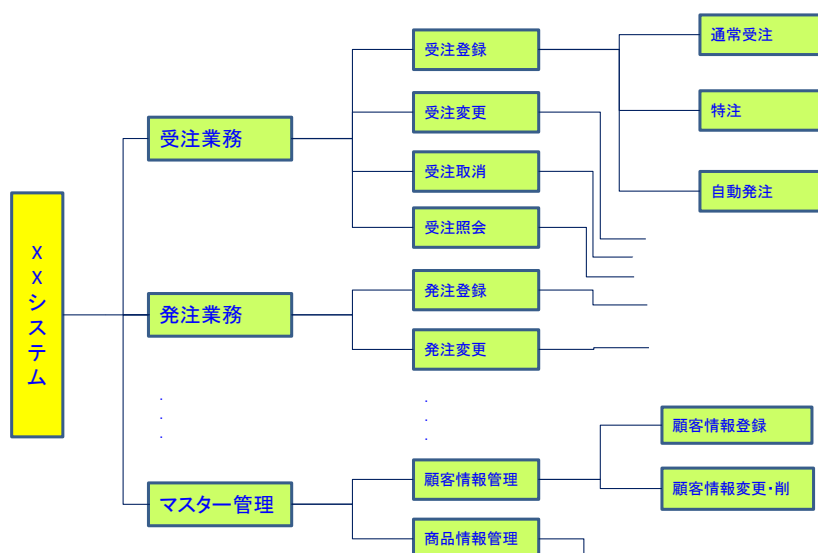 XXシステム
受注業務
受注登録
通常受注
特注
自動発注
受注変更
受注取消
受注照会
発注業務
発注登録
発注変更
マスター管理
顧客情報管理
顧客情報登録
顧客情報変更・削
商品情報管理